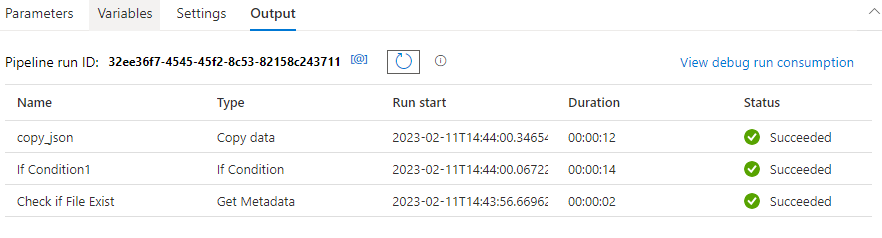 Parameters Variables Settings Output
Pipeline run ID: 32ee36f7-4545-45f2-8c53-82158c243711 [@] View debug run consumption
Name Type Run start Duration Status
copy_json Copy data 2023-02-11T14:44:00.34654 00:00:12 Succeeded
If Condition1 If Condition 2023-02-11T14:44:00.06722 00:00:14 Succeeded
Check if File Exist Get Metadata 2023-02-11T14:43:56.66962 00:00:02 Succeeded